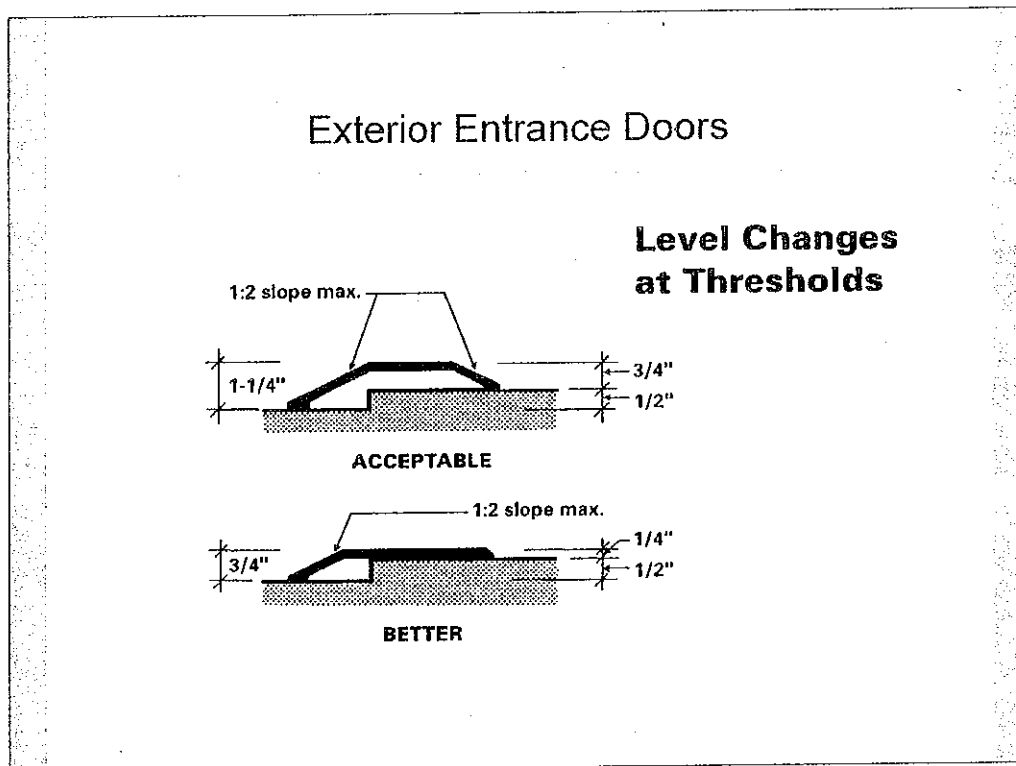 Exterior Entrance Doors
Level Changes
at Thresholds
1:2 slope max.
1-1/4"
3/4"
1/2"
ACCEPTABLE
1:2 slope max.
3/4"
1/4"
1/2"
BETTER